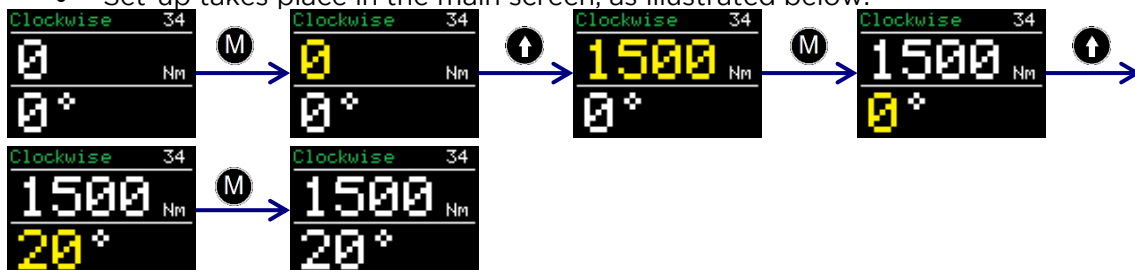 Set-up takes place in the main screen, as illustrated below:
Clockwise 34
0 Nm
0°
M
Clockwise 34
0 Nm
0°
Clockwise 34
1500 Nm
0°
M
Clockwise 34
1500 Nm
0°
Clockwise 34
1500 Nm
20°
M
Clockwise 34
1500 Nm
20°